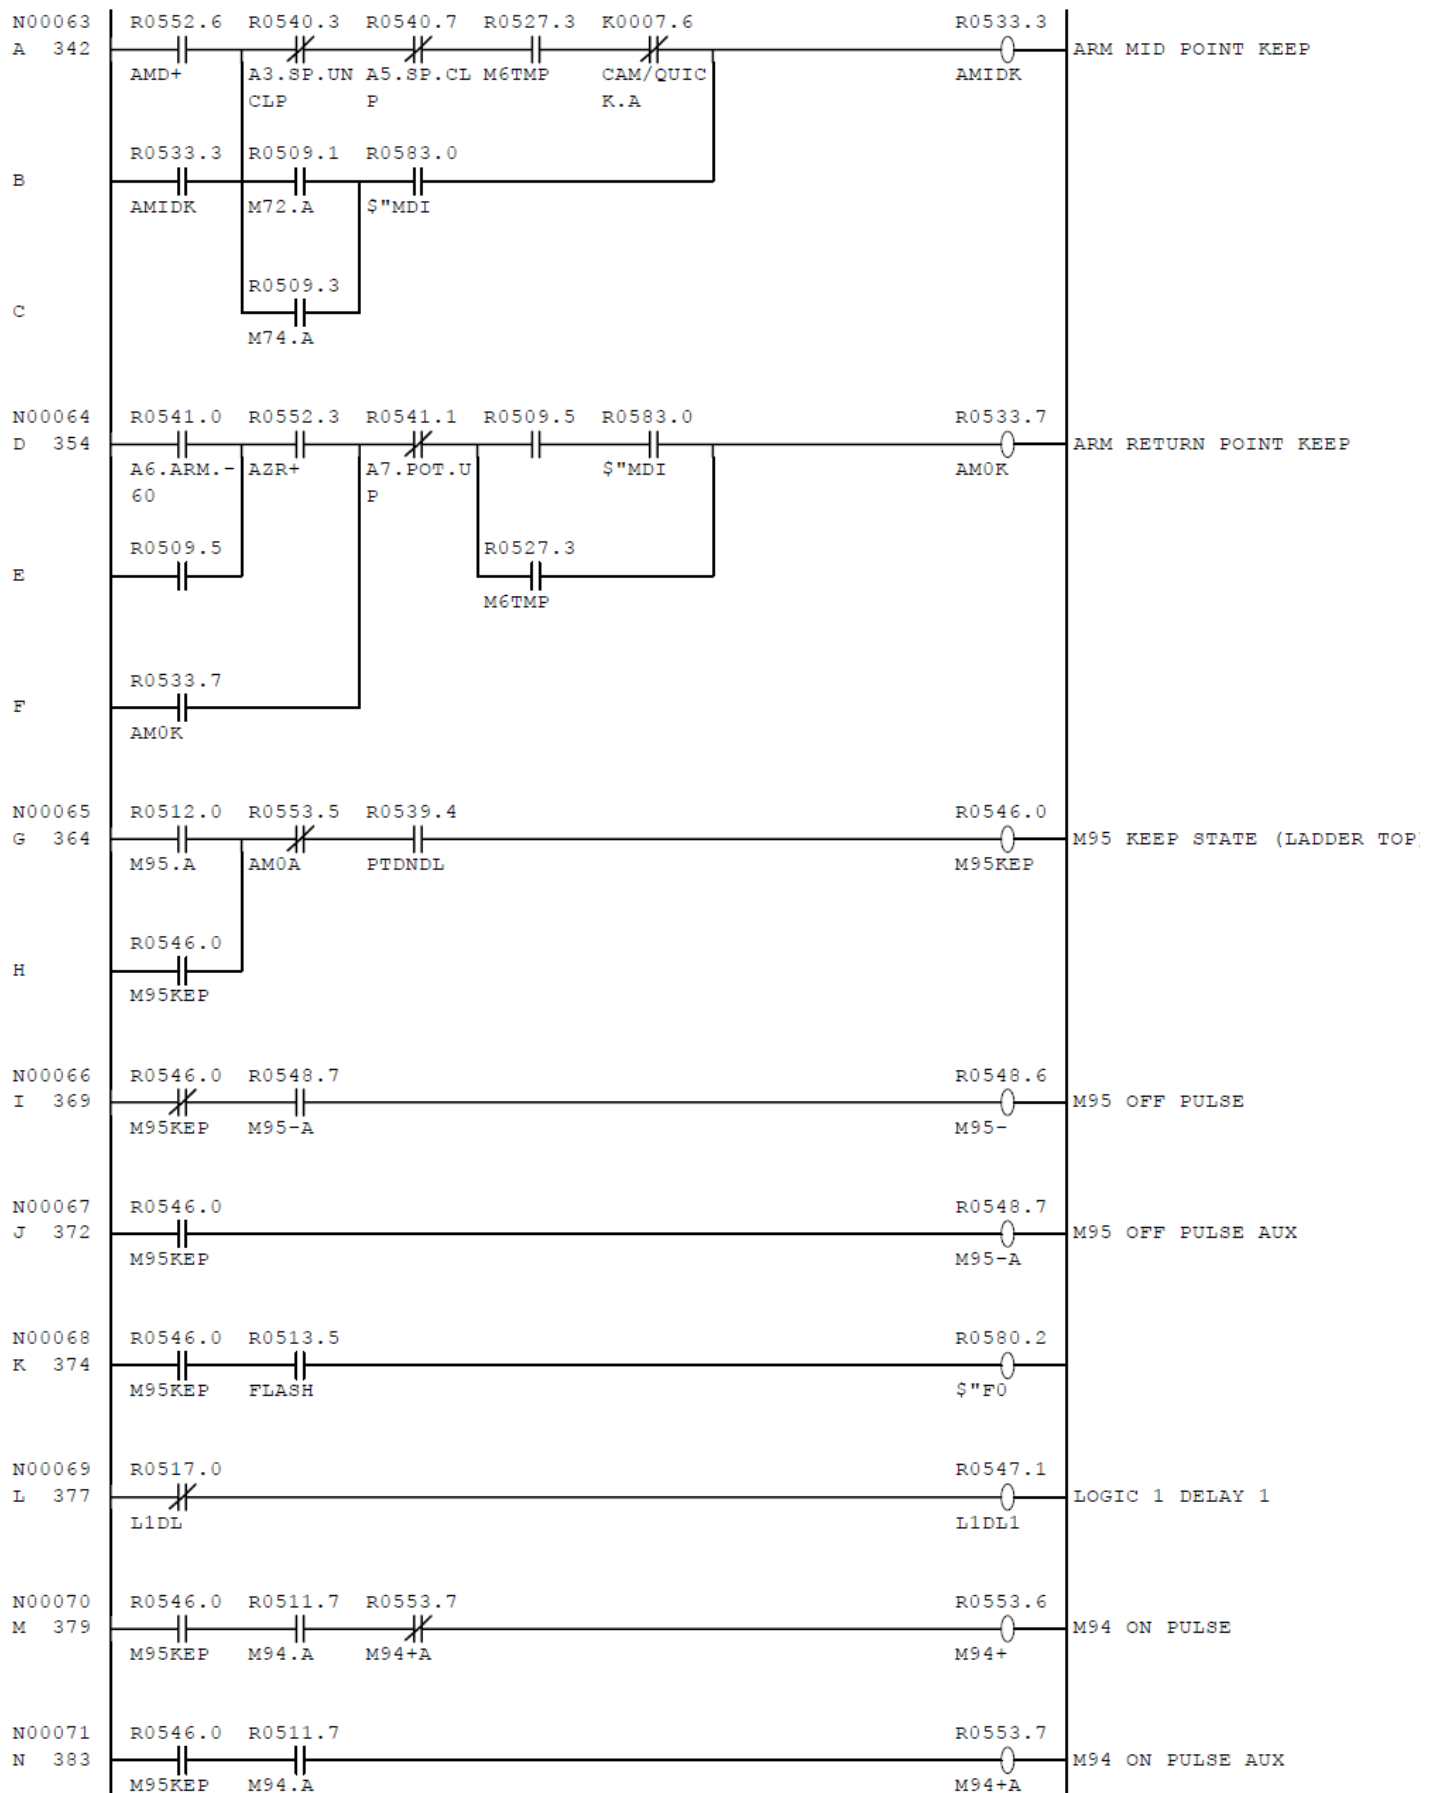 N00063 R0552.6 R0540.3 R0540.7 R0527.3 K0007.6 R0533.3
A 342 ARM MID POINT KEEP
AMD+ A3.SP.UN A5.SP.CL M6TMP CAM/QUIC AMIDK
CLP P K.A
R0533.3 R0509.1 R0583.0
B
AMIDK M72.A $"MDI
R0509.3
C
M74.A
N00064 R0541.0 R0552.3 R0541.1 R0509.5 R0583.0 R0533.7
D 354 ARM RETURN POINT KEEP
A6.ARM.- AZR+ A7.POT.U $"MDI AM0K
60 P
R0509.5 R0527.3
E
M6TMP
R0533.7
F
AM0K
N00065 R0512.0 R0553.5 R0539.4 R0546.0
G 364 M95 KEEP STATE (LADDER TOP)
M95.A AM0A PTDNDL M95KEP
R0546.0
H
M95KEP
N00066 R0546.0 R0548.7 R0548.6
I 369 M95 OFF PULSE
M95KEP M95-A M95-
N00067 R0546.0 R0548.7
J 372 M95 OFF PULSE AUX
M95KEP M95-A
N00068 R0546.0 R0513.5 R0580.2
K 374
M95KEP FLASH $"F0
N00069 R0517.0 R0547.1
L 377 LOGIC 1 DELAY 1
L1DL L1DL1
N00070 R0546.0 R0511.7 R0553.7 R0553.6
M 379 M94 ON PULSE
M95KEP M94.A M94+A M94+
N00071 R0546.0 R0511.7 R0553.7
N 383 M94 ON PULSE AUX
M95KEP M94.A M94+A